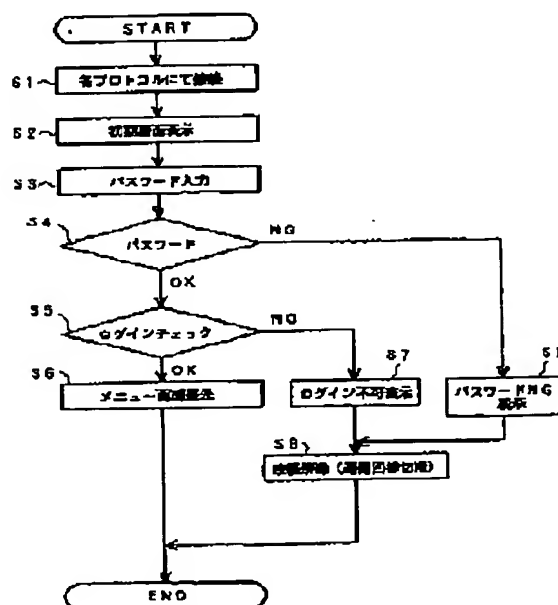 START
S1
各プロトコルにて接続
S2
初期画面表示
S3
パスワード入力
S4
パスワード
NG
OK
S5
ログインチェック
NG
OK
S6
メニュー画面表示
S7
ログイン不可表示
パスワードNG
表示
S8
END